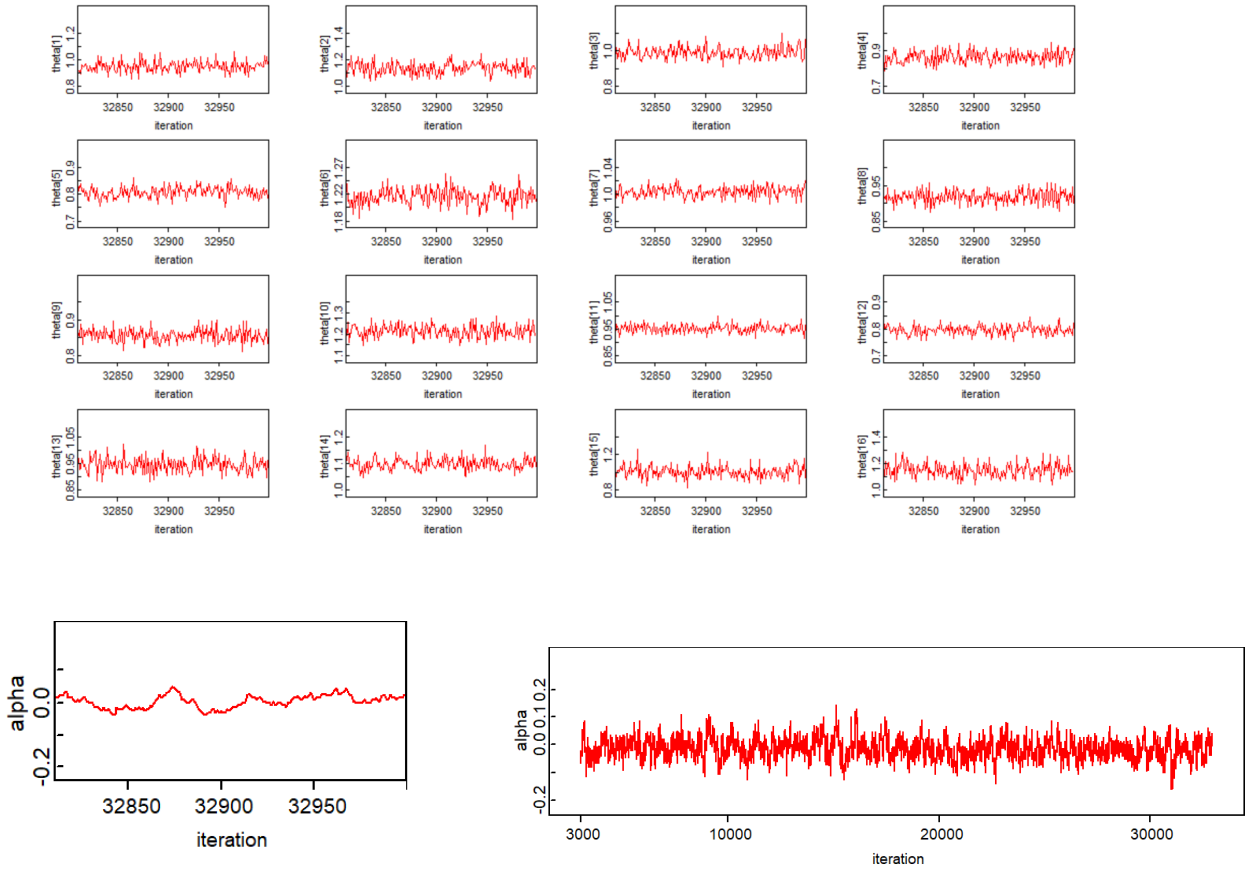 theta[1]
0.8 1.0 1.2
32850 32900 32950
iteration
theta[2]
1.0 1.2 1.4
32850 32900 32950
iteration
theta[3]
0.8 1.0
32850 32900 32950
iteration
theta[4]
0.7 0.9
32850 32900 32950
iteration
theta[5]
0.7 0.8 0.9
32850 32900 32950
iteration
theta[6]
1.18 1.22 1.27
32850 32900 32950
iteration
theta[7]
0.96 1.0 1.04
32850 32900 32950
iteration
theta[8]
0.85 0.95
32850 32900 32950
iteration
theta[9]
0.8 0.9
32850 32900 32950
iteration
theta[10]
1.1 1.2 1.3
32850 32900 32950
iteration
theta[11]
0.85 0.95 1.05
32850 32900 32950
iteration
theta[12]
0.7 0.8 0.9
32850 32900 32950
iteration
theta[13]
0.85 0.95 1.05
32850 32900 32950
iteration
theta[14]
1.0 1.1 1.2
32850 32900 32950
iteration
theta[15]
0.8 1.2
32850 32900 32950
iteration
theta[16]
1.0 1.2 1.4
32850 32900 32950
iteration
alpha
-0.2 0.0
32850 32900 32950
iteration
alpha
-0.2 0.0 0.1 0.2
3000 10000 20000 30000
iteration